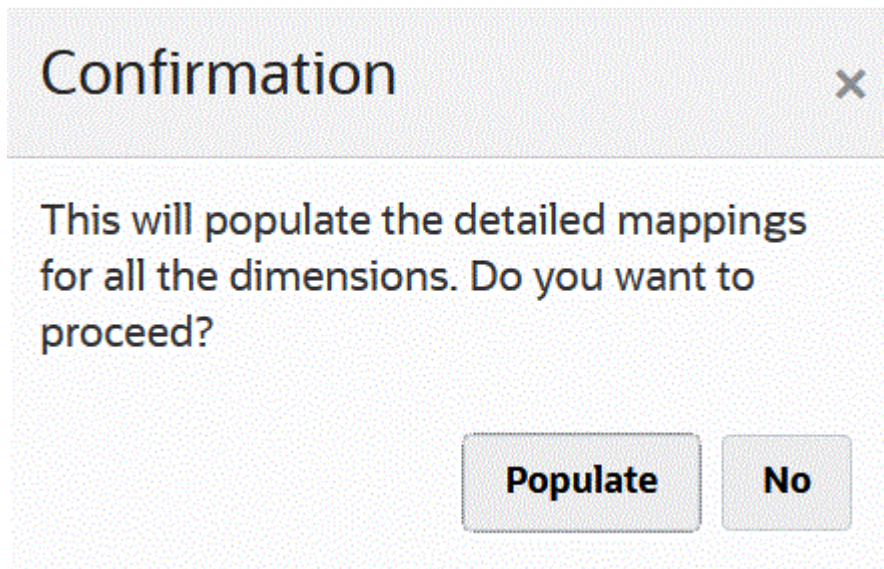 Confirmation
This will populate the detailed mappings
for all the dimensions. Do you want to
proceed?
Populate No